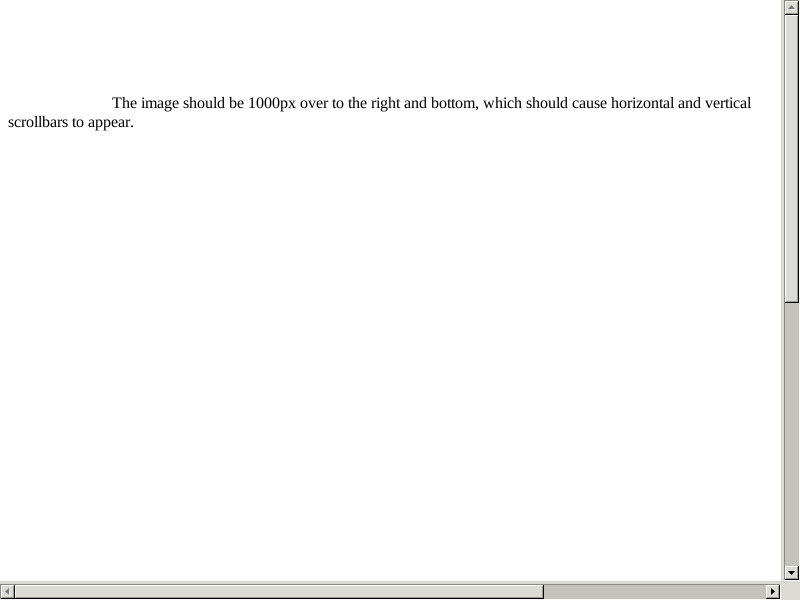 The image should be 1000px over to the right and bottom, which should cause horizontal and vertical
scrollbars to appear.